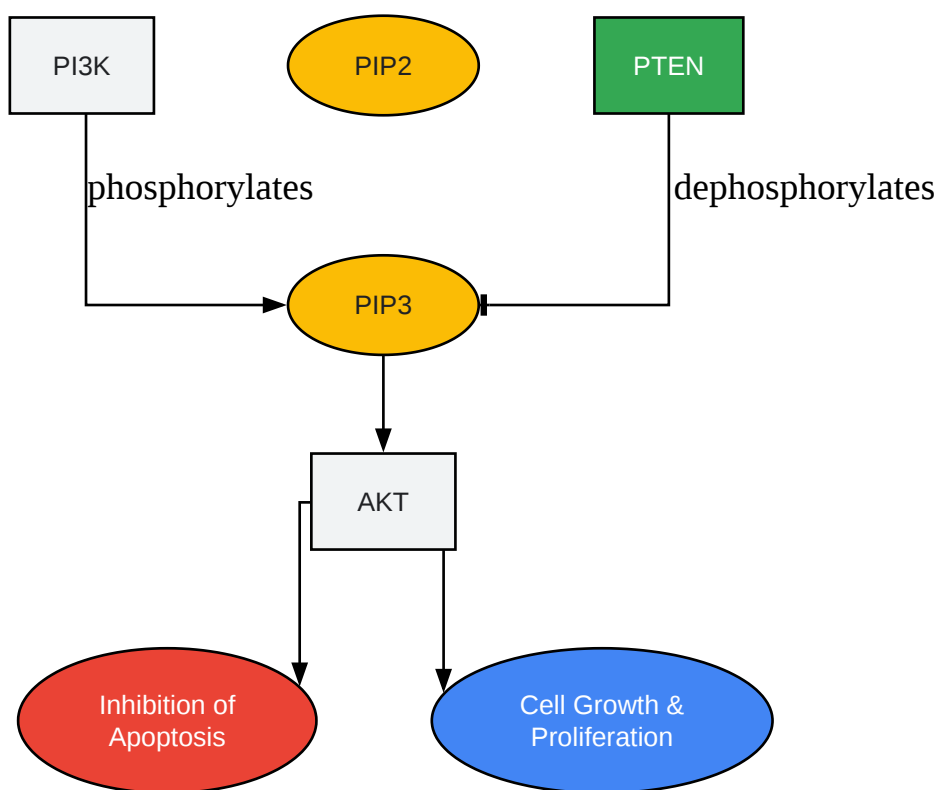 PI3K
PIP2
PTEN
phosphorylates
dephosphorylates
PIP3
AKT
Inhibition of
Apoptosis
Cell Growth &
Proliferation